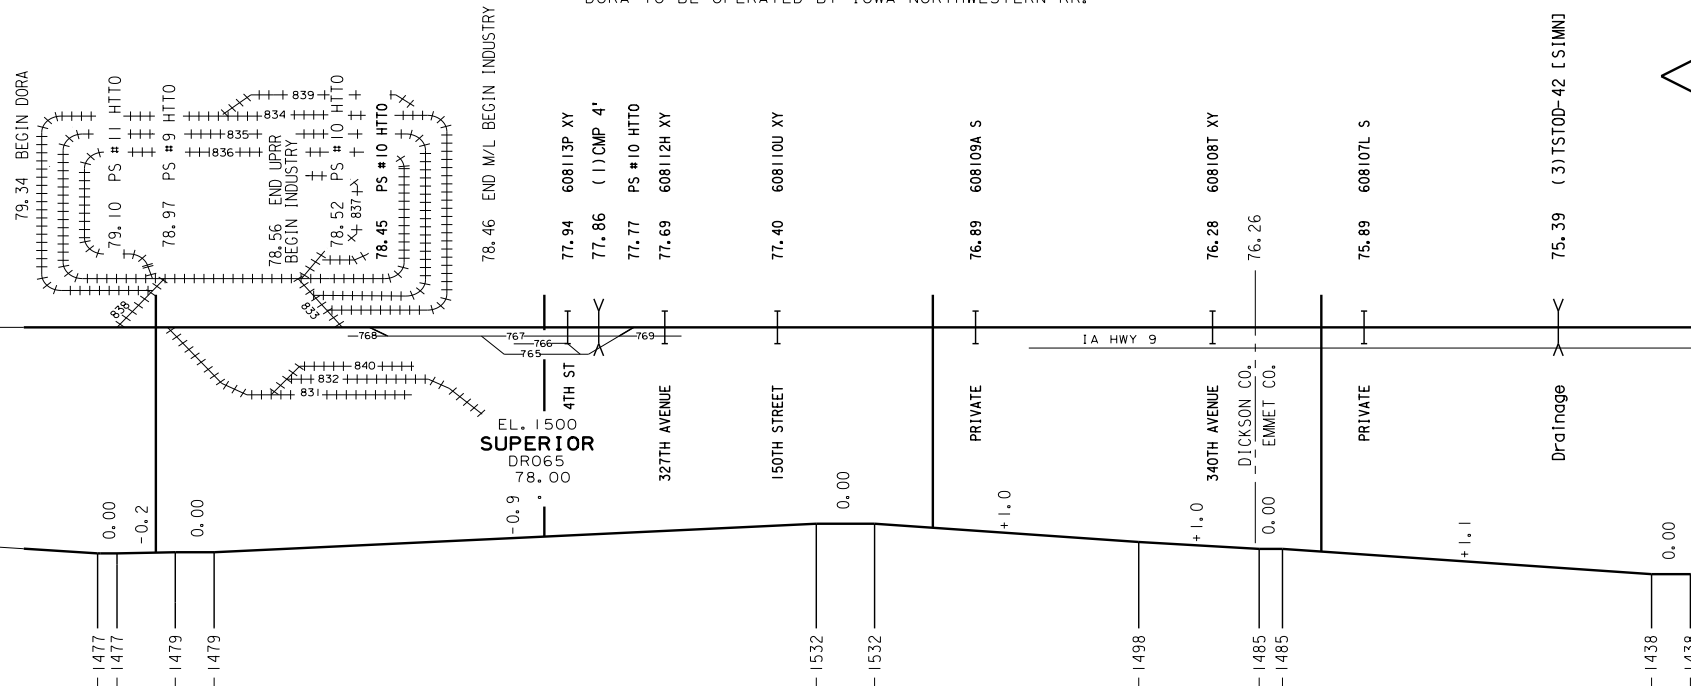 DORA TO BE OPERATED BY IOWA NORTHWESTERN RR.
79.34 BEGIN DORA
79.10 PS #11 HTTO
78.97 PS #9 HTTO
78.56 END UPRR
BEGIN INDUSTRY
78.52 PS #10 HTTO
78.45 PS #10 HTTO
78.46 END M/L BEGIN INDUSTRY
77.94 608113P XY
77.86 (1)CMP 4'
77.77 PS #10 HTTO
77.69 608112H XY
77.40 608110U XY
76.89 608109A S
76.28 608108T XY
76.26
75.89 608107L S
75.39 (3)TSTOD-42 [SIMN]
839
834
835
836
837
838
833
768
767
766
765
769
840
832
831
IA HWY 9
4TH ST
327TH AVENUE
150TH STREET
PRIVATE
340TH AVENUE
DICKSON CO.
EMMET CO.
PRIVATE
Drainage
EL. 1500
SUPERIOR
DR065
78.00
0.00
-0.2
0.00
-0.9
0.00
+1.0
+1.0
0.00
+1.1
0.00
1477
1477
1479
1479
1532
1532
1498
1485
1485
1438
1438